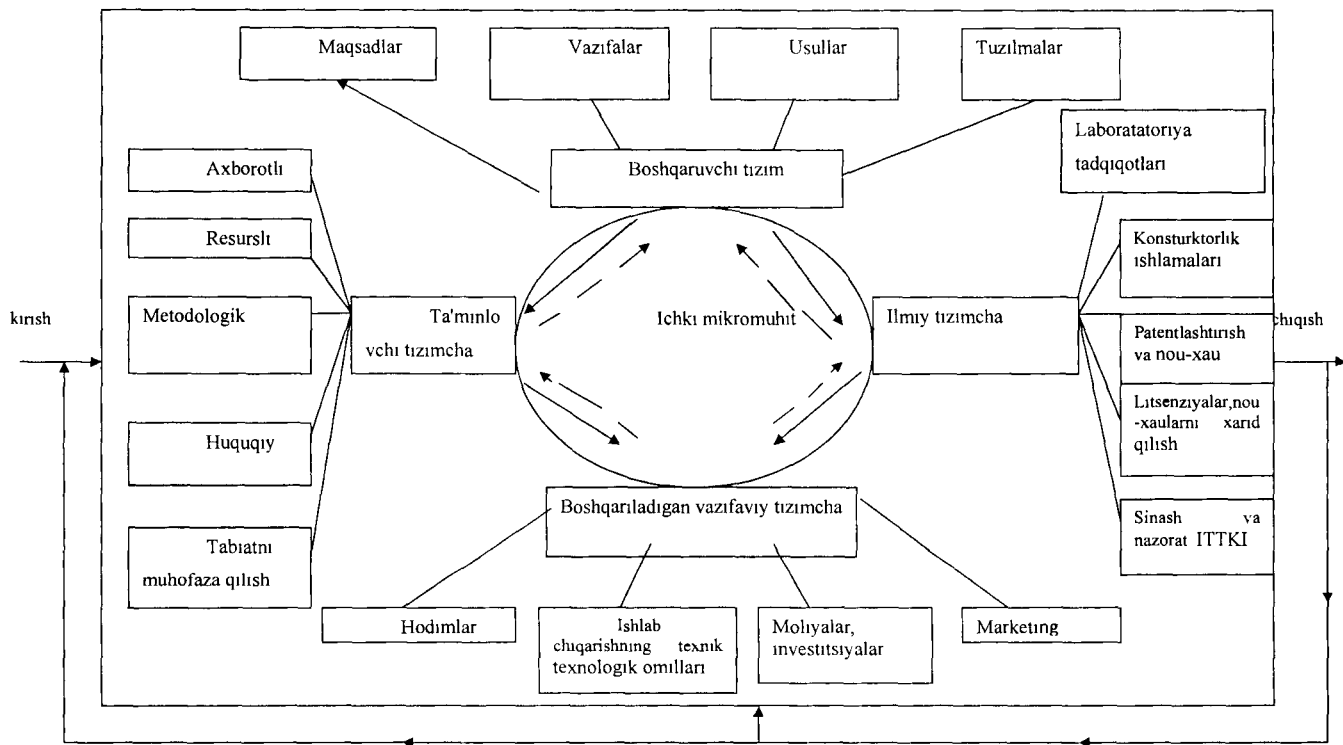 Maqsadlar
Vazifalar
Usullar
Tuzilmalar
Laboratatoriya
tadqiqotlari
Axborotli
Boshqaruvchi tizim
Resursli
Konsturktorlik
ishlamalari
kirish
Metodologik
Ta'minlo
vchi tizimcha
Ichki mikromuhit
Ilmiy tizimcha
Patentlashtirish
va nou-xau
chiqish
Litsenziyalar,nou
-xaularni xarid
qilish
Huquqiy
Boshqariladigan vazifaviy tizimcha
Sinash va
nazorat ITTKI
Tabiatni
muhofaza qilish
Hodimlar
Ishlab
chiqarishning texnik
texnologik omillari
Moliyalar,
investitsiyalar
Marketing